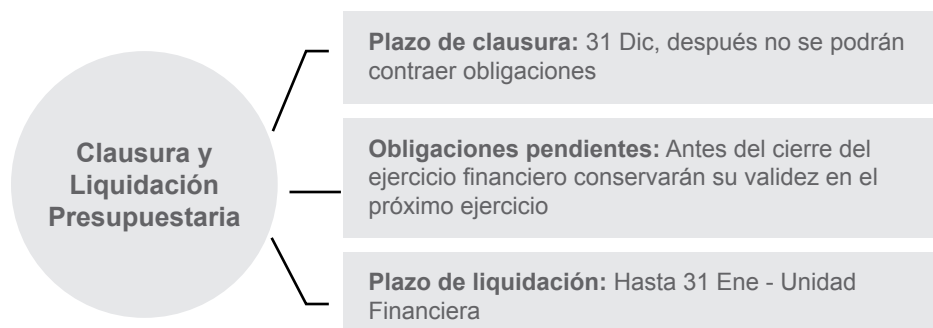 Clausura y
Liquidación
Presupuestaria
Plazo de clausura: 31 Dic, después no se podrán
contraer obligaciones
Obligaciones pendientes: Antes del cierre del
ejercicio financiero conservarán su validez en el
próximo ejercicio
Plazo de liquidación: Hasta 31 Ene - Unidad
Financiera